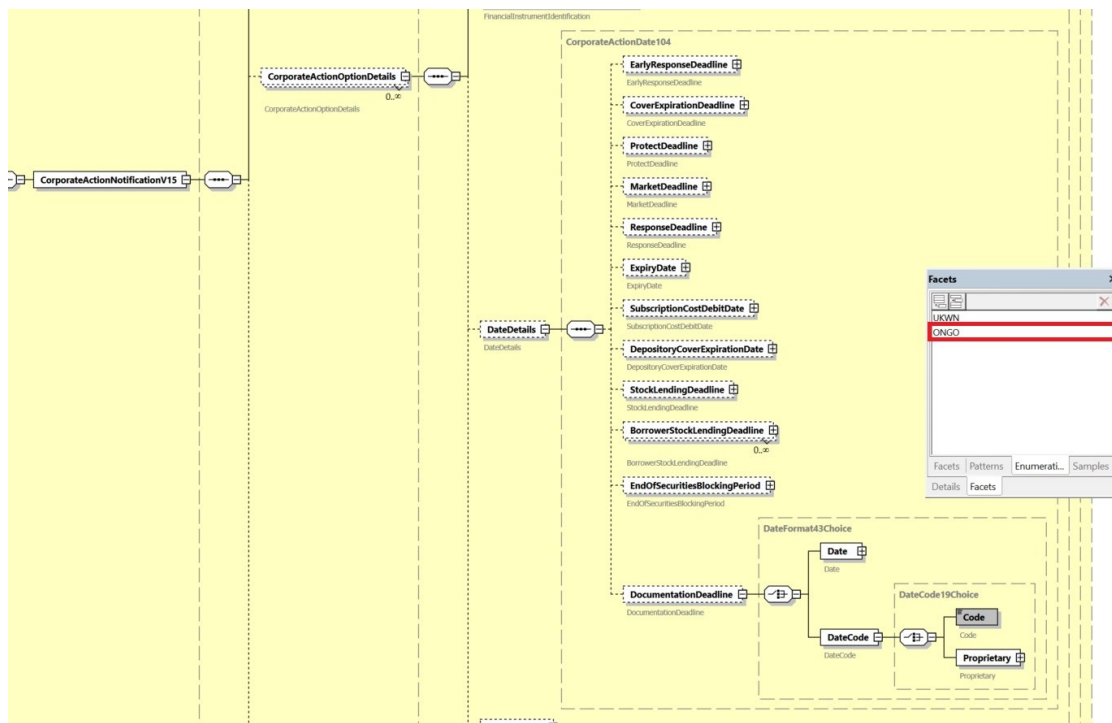 FinancialInstrumentIdentification
CorporateActionDate104
CorporateActionOptionDetails
0..∞
CorporateActionOptionDetails
CorporateActionNotificationV15
EarlyResponseDeadline
EarlyResponseDeadline
CoverExpirationDeadline
CoverExpirationDeadline
ProtectDeadline
ProtectDeadline
MarketDeadline
MarketDeadline
ResponseDeadline
ResponseDeadline
ExpiryDate
ExpiryDate
SubscriptionCostDebitDate
SubscriptionCostDebitDate
DateDetails
DateDetails
DepositoryCoverExpirationDate
DepositoryCoverExpirationDate
StockLendingDeadline
StockLendingDeadline
BorrowerStockLendingDeadline
0..∞
BorrowerStockLendingDeadline
EndOfSecuritiesBlockingPeriod
EndOfSecuritiesBlockingPeriod
DateFormat43Choice
Date
Date
DocumentationDeadline
DocumentationDeadline
DateCode19Choice
Code
Code
DateCode
DateCode
Proprietary
Proprietary
Facets
UKWN
ONGO
Facets Patterns Enumerati... Samples
Details Facets